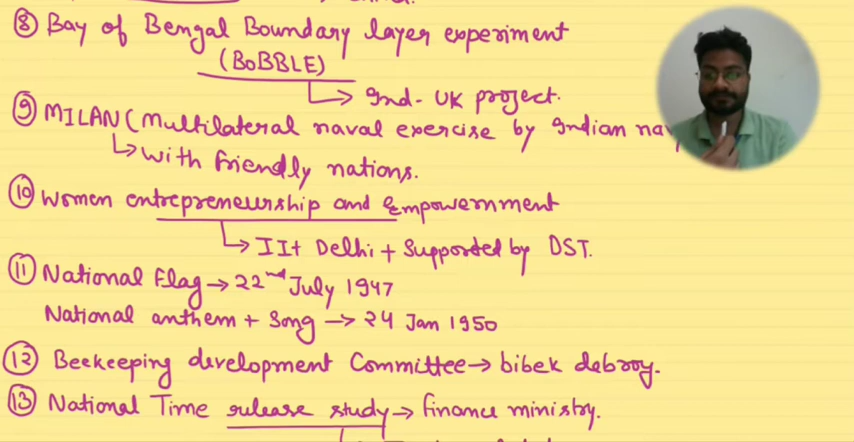 ⑧ Bay of Bengal Boundary layer experiment
(BoBBLE)
↳ Ind- UK project.
⑨ MILAN (Multilateral naval exercise by Indian
↳ with friendly nations.
⑩ Women entrepreneurship and Empowernment
↳ IIt Delhi + Supported by DST.
⑪ National Flag → 22nd July 1947
National anthem + Song → 24 Jan 1950
⑫ Beekeeping development Committee → bibek debroy.
⑬ National Time release study → finance ministry.